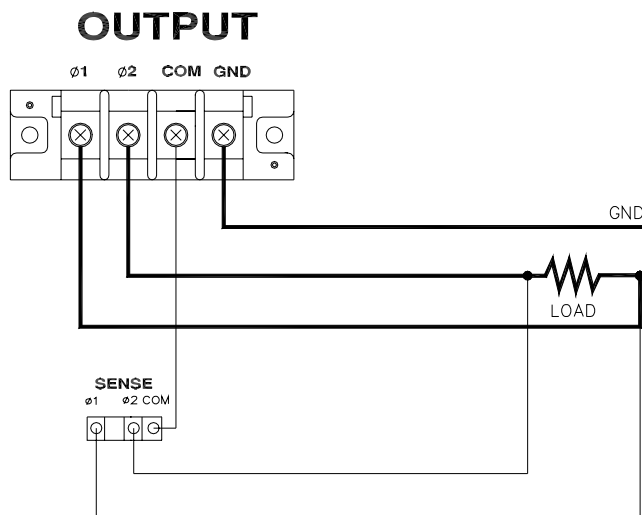 OUTPUT
ø1 ø2 COM GND
GND
LOAD
SENSE
ø1 ø2 COM